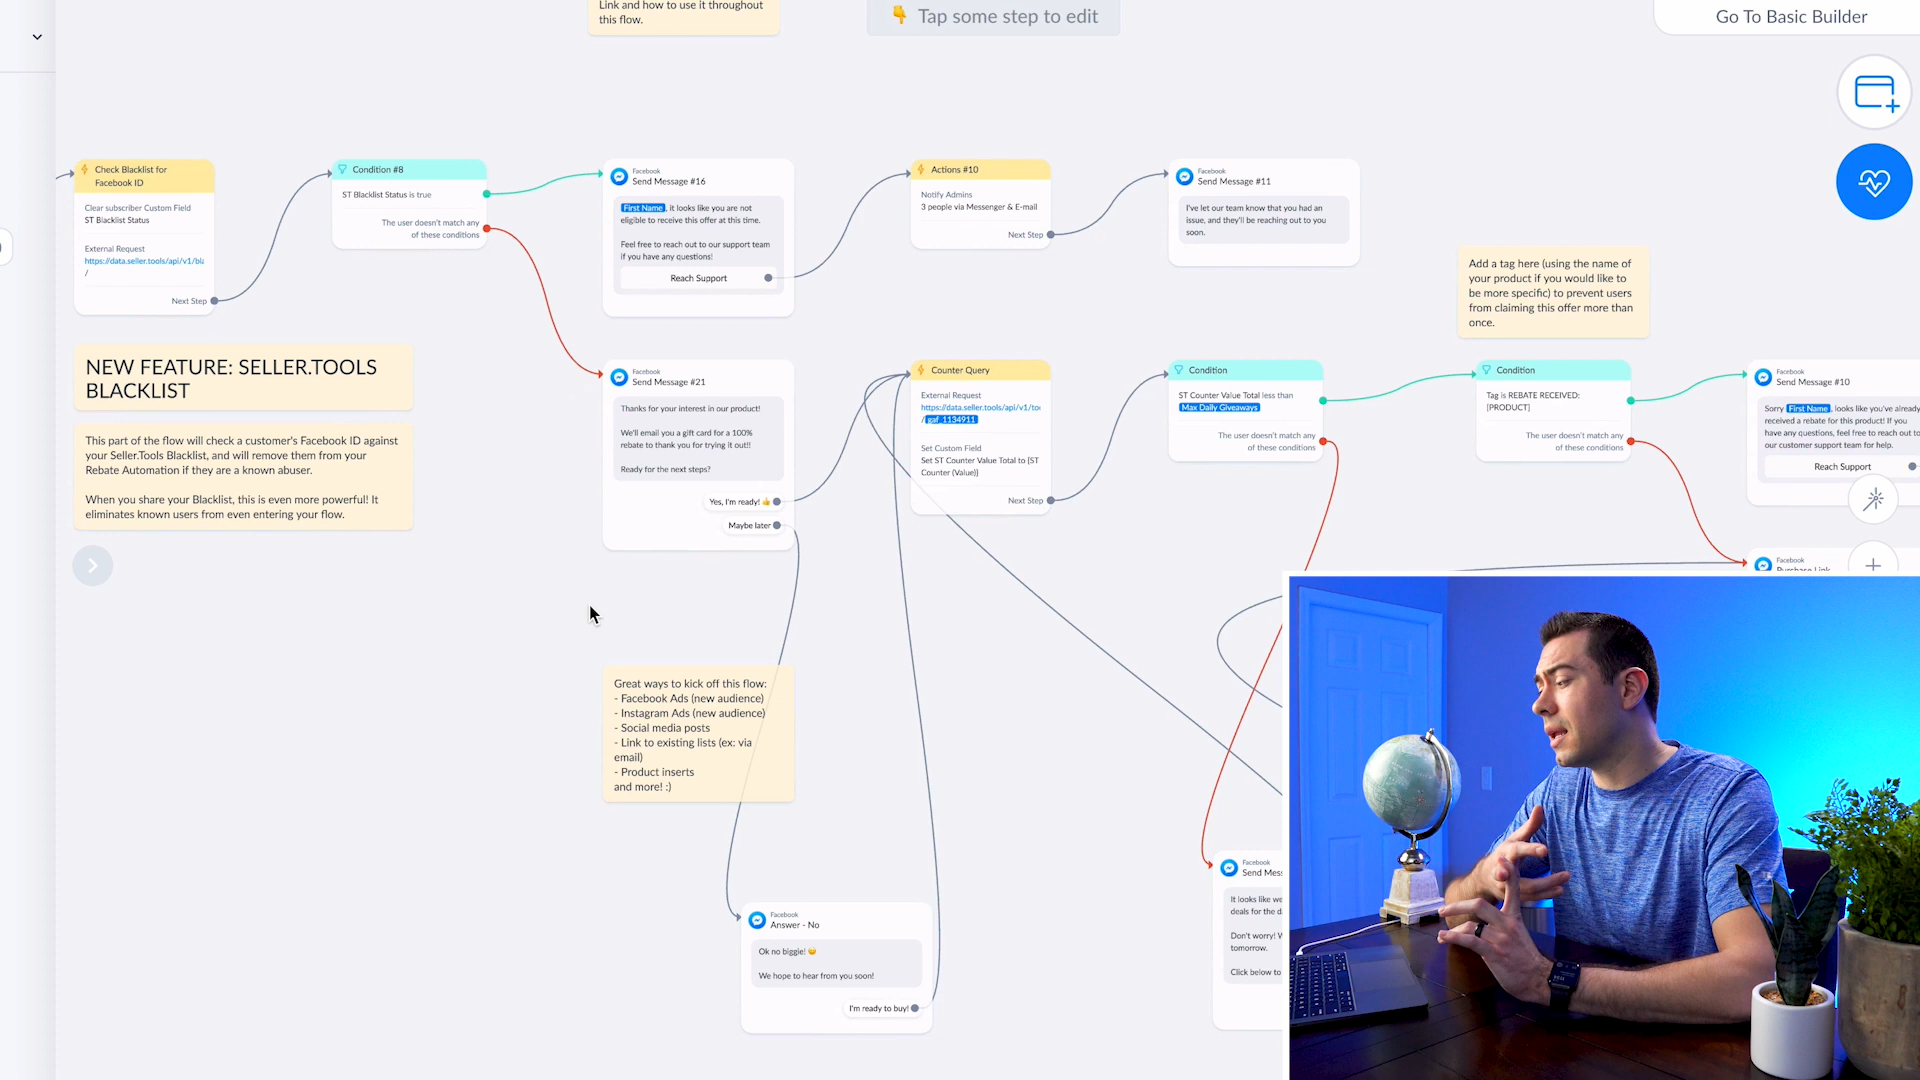 Link and how to use it throughout
this flow.
👇 Tap some step to edit
Go To Basic Builder
Check Blacklist for
Facebook ID
Clear subscriber Custom Field
ST Blacklist Status
External Request
https://data.seller.tools/api/v1/bla
/
Next Step
Condition #8
ST Blacklist Status is true
The user doesn't match any
of these conditions
Facebook
Send Message #16
First Name, it looks like you are not
eligible to receive this offer at this time.
Feel free to reach out to our support team
if you have any questions!
Reach Support
Actions #10
Notify Admins
3 people via Messenger & E-mail
Next Step
Facebook
Send Message #11
I've let our team know that you had an
issue, and they'll be reaching out to you
soon.
Add a tag here (using the name of
your product if you would like to
be more specific) to prevent users
from claiming this offer more than
once.
NEW FEATURE: SELLER.TOOLS
BLACKLIST
This part of the flow will check a customer's Facebook ID against
your Seller.Tools Blacklist, and will remove them from your
Rebate Automation if they are a known abuser.
When you share your Blacklist, this is even more powerful! It
eliminates known users from even entering your flow.
Facebook
Send Message #21
Thanks for your interest in our product!
We'll email you a gift card for a 100%
rebate to thank you for trying it out!!
Ready for the next steps?
Yes, I'm ready! 👍
Maybe later
Counter Query
External Request
https://data.seller.tools/api/v1/to
/ gaf_1134911
Set Custom Field
Set ST Counter Value Total to {ST
Counter (Value)}
Next Step
Condition
ST Counter Value Total less than
Max Daily Giveaways
The user doesn't match any
of these conditions
Condition
Tag is REBATE RECEIVED:
[PRODUCT]
The user doesn't match any
of these conditions
Facebook
Send Message #10
Sorry First Name, looks like you've already
received a rebate for this product! If you
have any questions, feel free to reach out to
our customer support team for help.
Reach Support
Facebook
Purchase Link
Great ways to kick off this flow:
- Facebook Ads (new audience)
- Instagram Ads (new audience)
- Social media posts
- Link to existing lists (ex: via
email)
- Product inserts
and more! :)
Facebook
Answer - No
Ok no biggie! 😊
We hope to hear from you soon!
I'm ready to buy!
Facebook
Send Mess
It looks like we
deals for the d
Don't worry! W
tomorrow.
Click below to